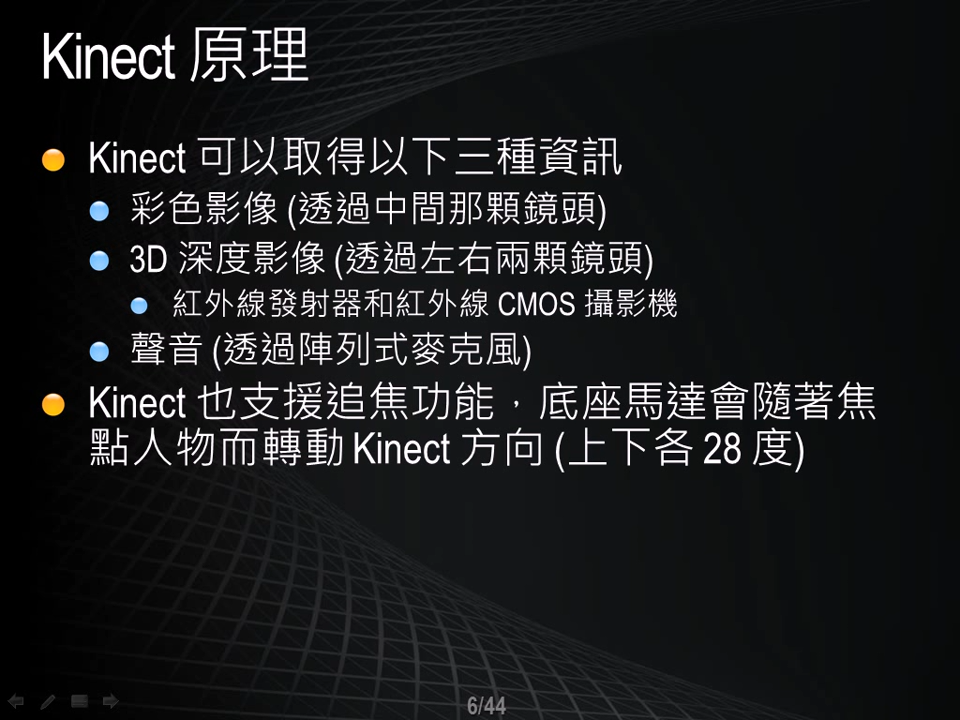 Kinect 原理
Kinect 可以取得以下三種資訊
彩色影像 (透過中間那顆鏡頭)
3D 深度影像 (透過左右兩顆鏡頭)
紅外線發射器和紅外線 CMOS 攝影機
聲音 (透過陣列式麥克風)
Kinect 也支援追焦功能，底座馬達會隨著焦
點人物而轉動 Kinect 方向 (上下各 28 度)
6/44